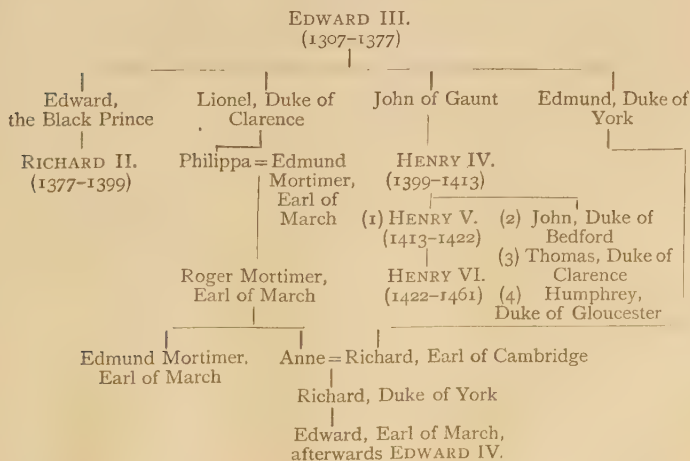 EDWARD III.
(1307–1377)
Edward, the Black Prince
Lionel, Duke of Clarence
John of Gaunt
Edmund, Duke of York
RICHARD II.
(1377–1399)
Philippa = Edmund Mortimer, Earl of March
HENRY IV.
(1399–1413)
(1) HENRY V.
(1413–1422)
(2) John, Duke of Bedford
(3) Thomas, Duke of Clarence
(4) Humphrey, Duke of Gloucester
HENRY VI.
(1422–1461)
Roger Mortimer,
Earl of March
Edmund Mortimer.
Earl of March
Anne = Richard, Earl of Cambridge
Richard, Duke of York
Edward, Earl of March,
afterwards EDWARD IV.